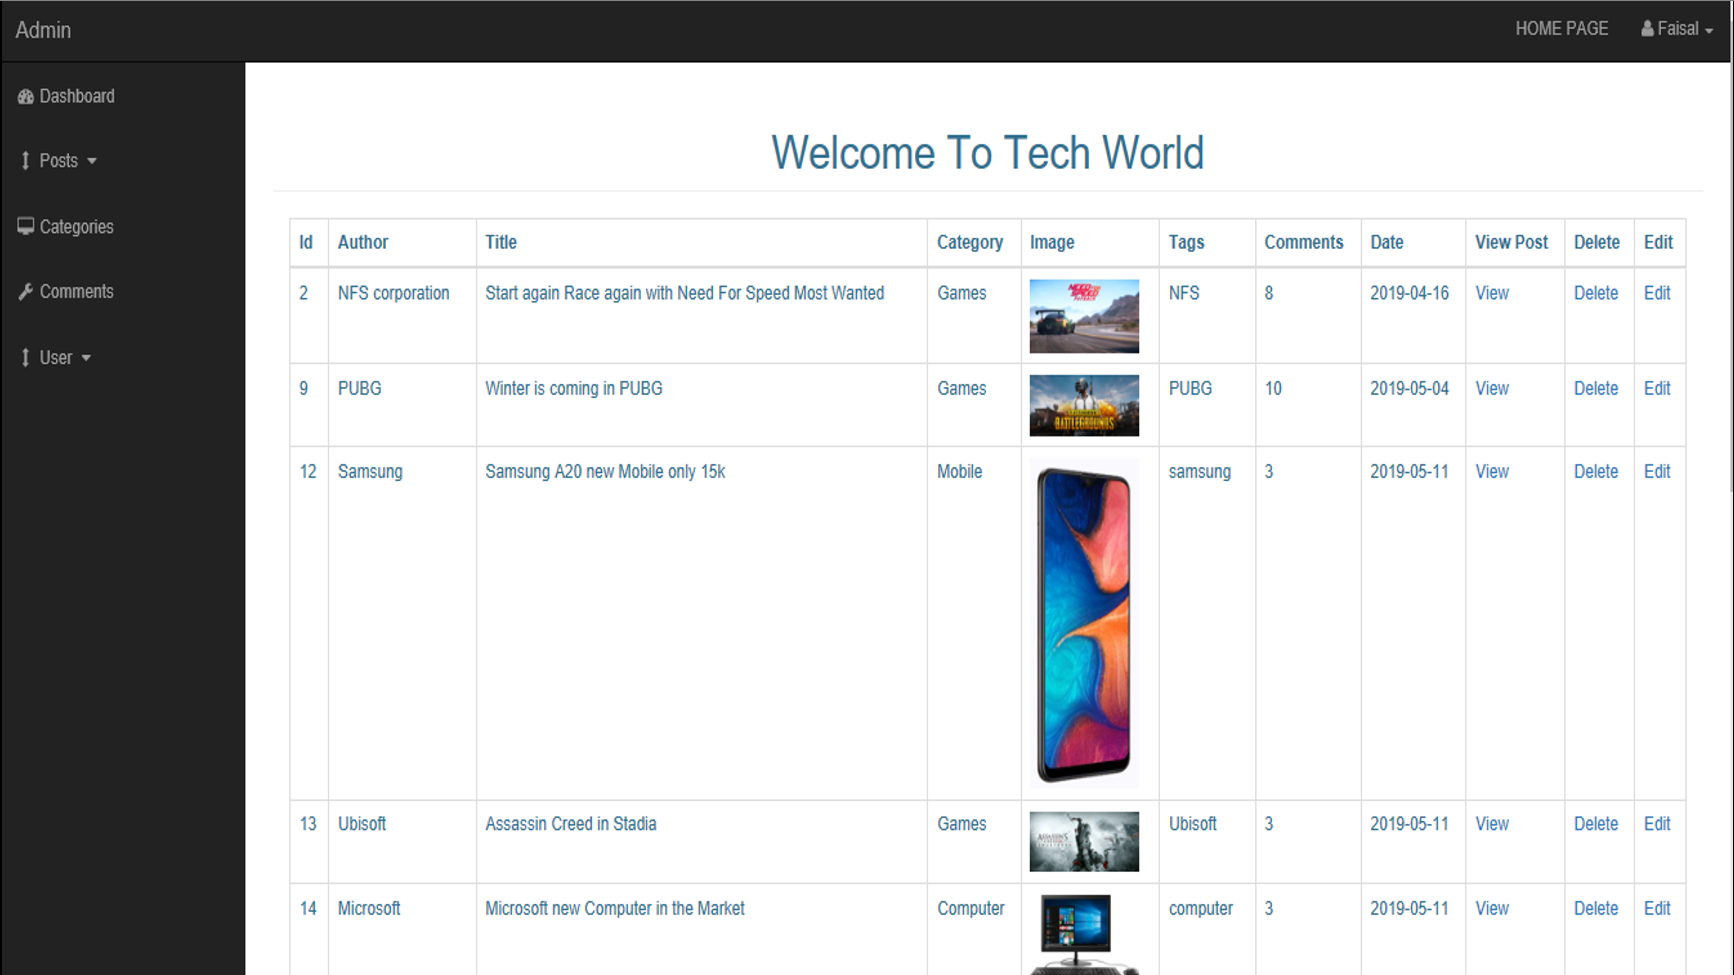 Admin
HOME PAGE
Faisal
Dashboard
Posts
Categories
Comments
User
Welcome To Tech World
Id Author Title Category Image Tags Comments Date View Post Delete Edit
2 NFS corporation Start again Race again with Need For Speed Most Wanted Games NFS 8 2019-04-16 View Delete Edit
NEED FOR
SPEED
9 PUBG Winter is coming in PUBG Games PUBG 10 2019-05-04 View Delete Edit
BATTLEGROUNDS
12 Samsung Samsung A20 new Mobile only 15k Mobile samsung 3 2019-05-11 View Delete Edit
13 Ubisoft Assassin Creed in Stadia Games Ubisoft 3 2019-05-11 View Delete Edit
ASSASSIN'S
14 Microsoft Microsoft new Computer in the Market Computer computer 3 2019-05-11 View Delete Edit